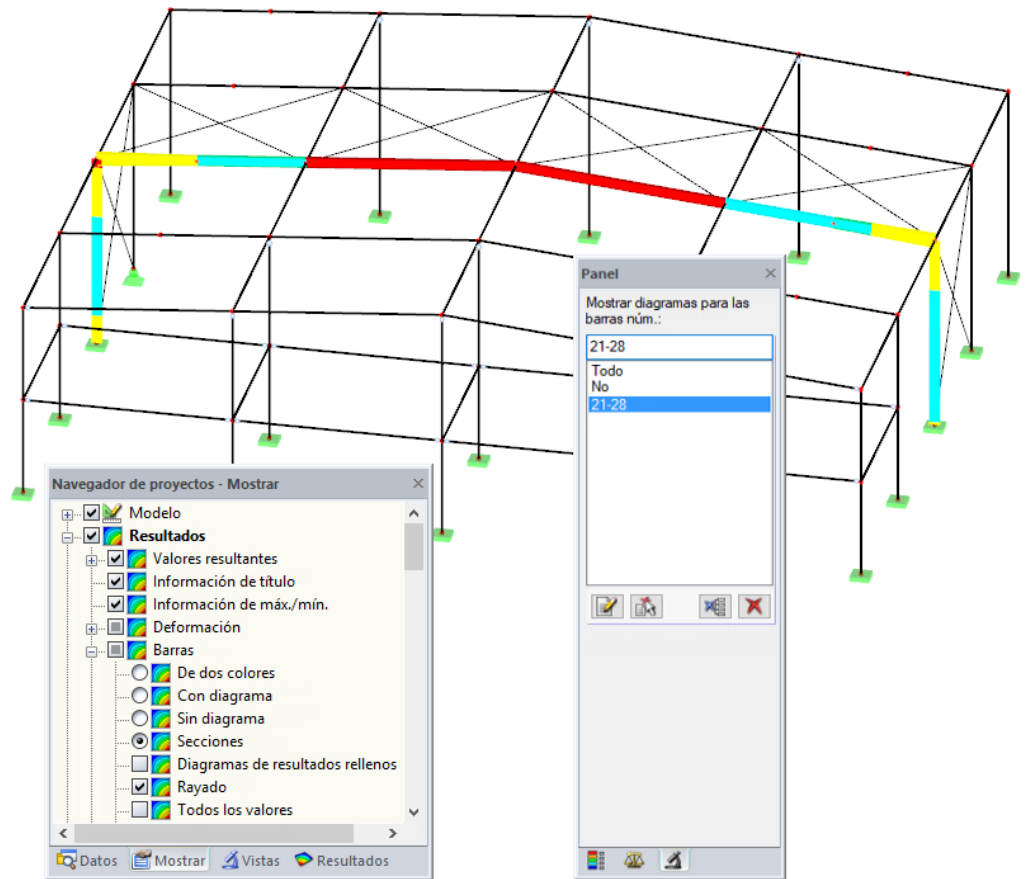 Panel
Mostrar diagramas para las
barras núm.:
21-28
Todo
No
21-28
Navegador de proyectos - Mostrar
Modelo
Resultados
Valores resultantes
Información de título
Información de máx./mín.
Deformación
Barras
De dos colores
Con diagrama
Sin diagrama
Secciones
Diagramas de resultados rellenos
Rayado
Todos los valores
Datos Mostrar Vistas Resultados